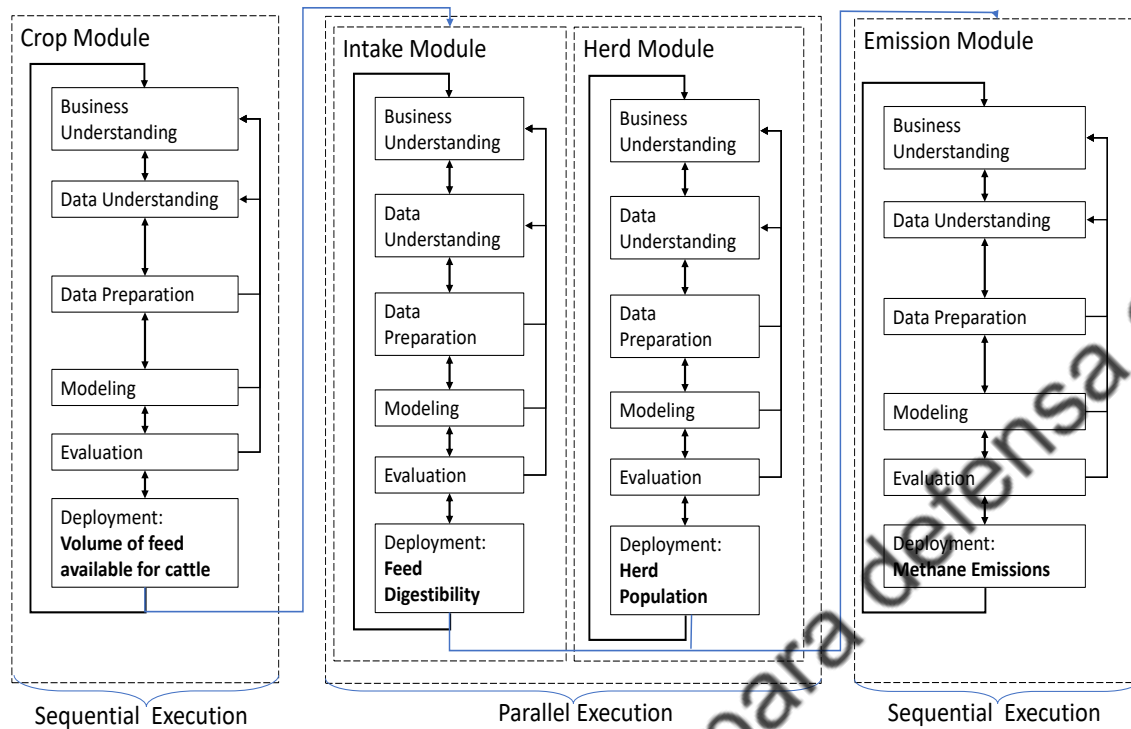 Crop Module
Business
Understanding
Data Understanding
Data Preparation
Modeling
Evaluation
Deployment:
Volume of feed
available for cattle
Sequential Execution
Intake Module
Business
Understanding
Data
Understanding
Data
Preparation
Modeling
Evaluation
Deployment:
Feed
Digestibility
Herd Module
Business
Understanding
Data
Understanding
Data
Preparation
Modeling
Evaluation
Deployment:
Herd
Population
Parallel Execution
Emission Module
Business
Understanding
Data Understanding
Data Preparation
Modeling
Evaluation
Deployment:
Methane Emissions
Sequential Execution
para defensa